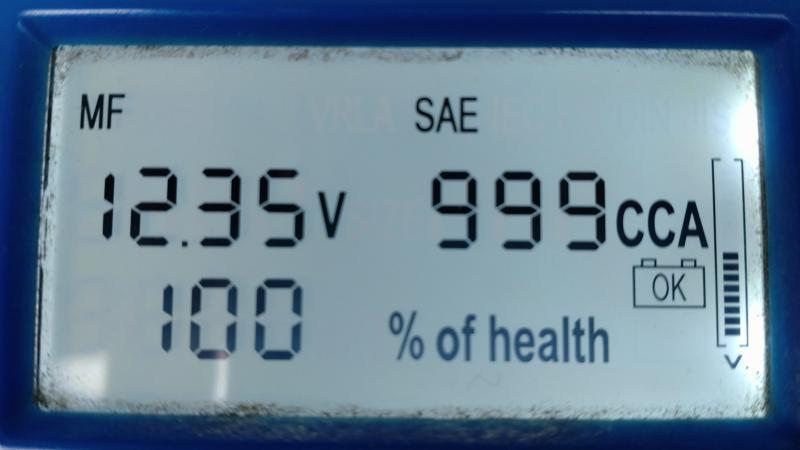 MF SAE
12.35V 999CCA
OK
100 % of health